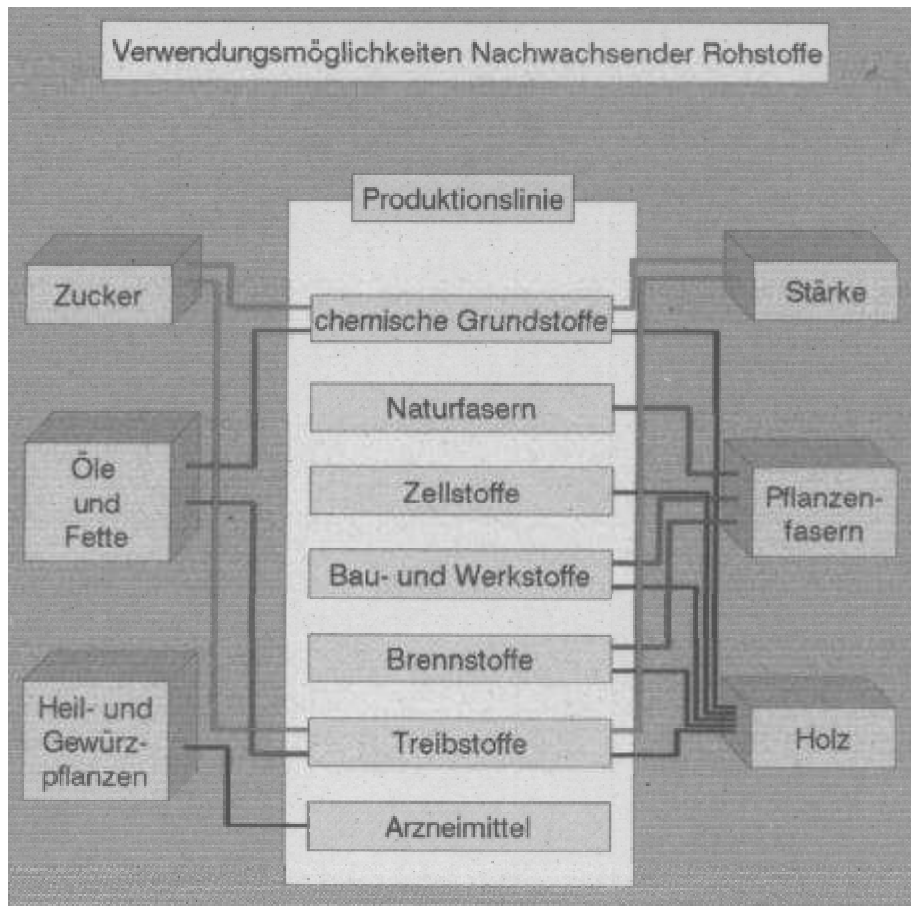 Verwendungsmöglichkeiten Nachwachsender Rohstoffe
Produktionslinie
Zucker
Öle
und
Fette
Heil- und
Gewürz-
pflanzen
chemische Grundstoffe
Naturfasern
Zellstoffe
Bau- und Werkstoffe
Brennstoffe
Treibstoffe
Arzneimittel
Stärke
Pflanzen-
fasern
Holz